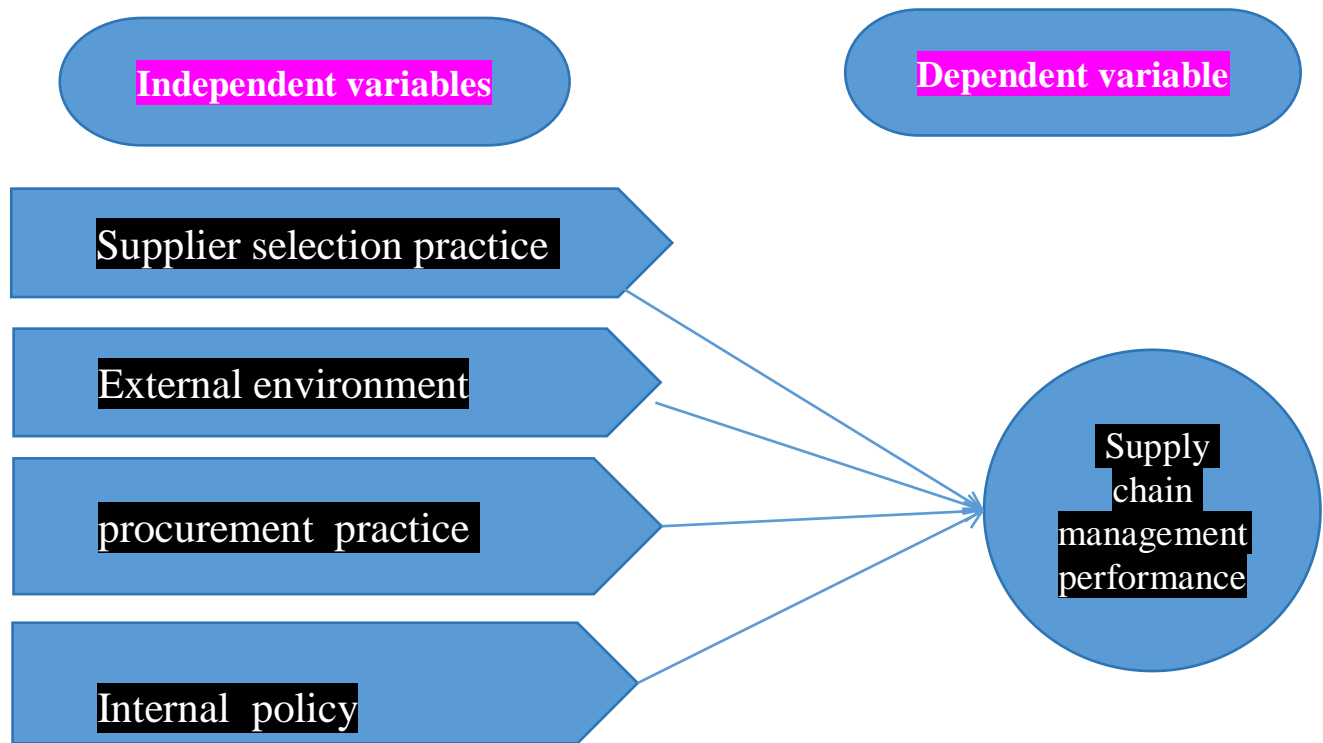 Independent variables
Dependent variable
Supplier selection practice
External environment
procurement  practice
Internal  policy
Supply
chain
management
performance